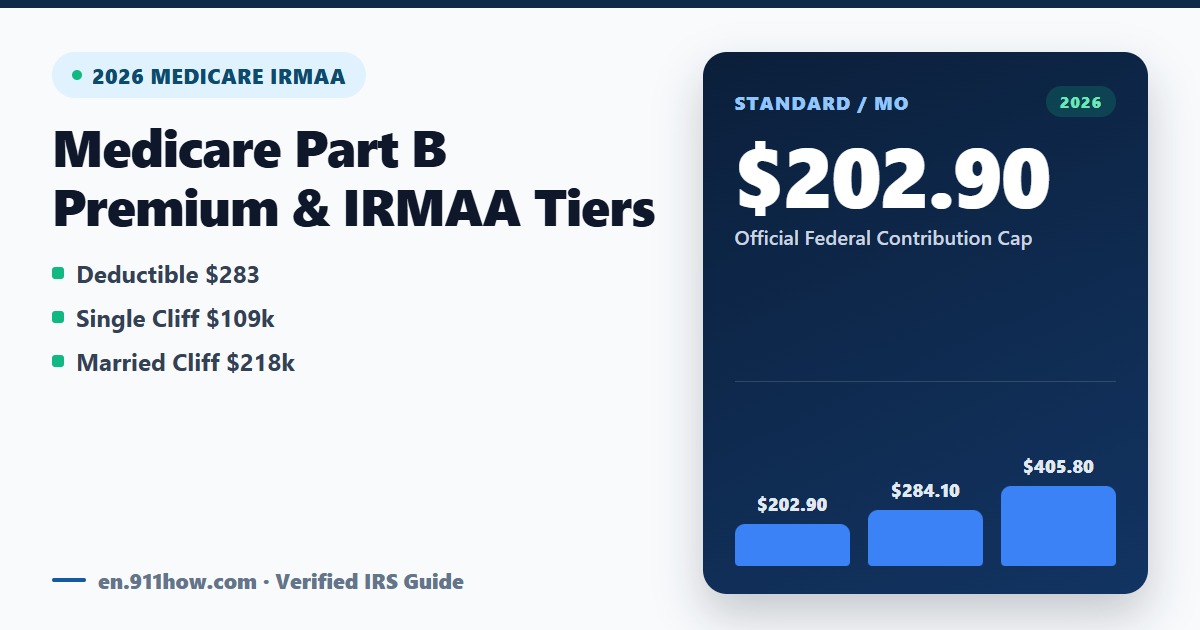 2026 MEDICARE IRMAA
Medicare Part B
Premium & IRMAA Tiers
Deductible $283
Single Cliff $109k
Married Cliff $218k
en.911how.com · Verified IRS Guide
STANDARD / MO
2026
$202.90
Official Federal Contribution Cap
$202.90
$284.10
$405.80